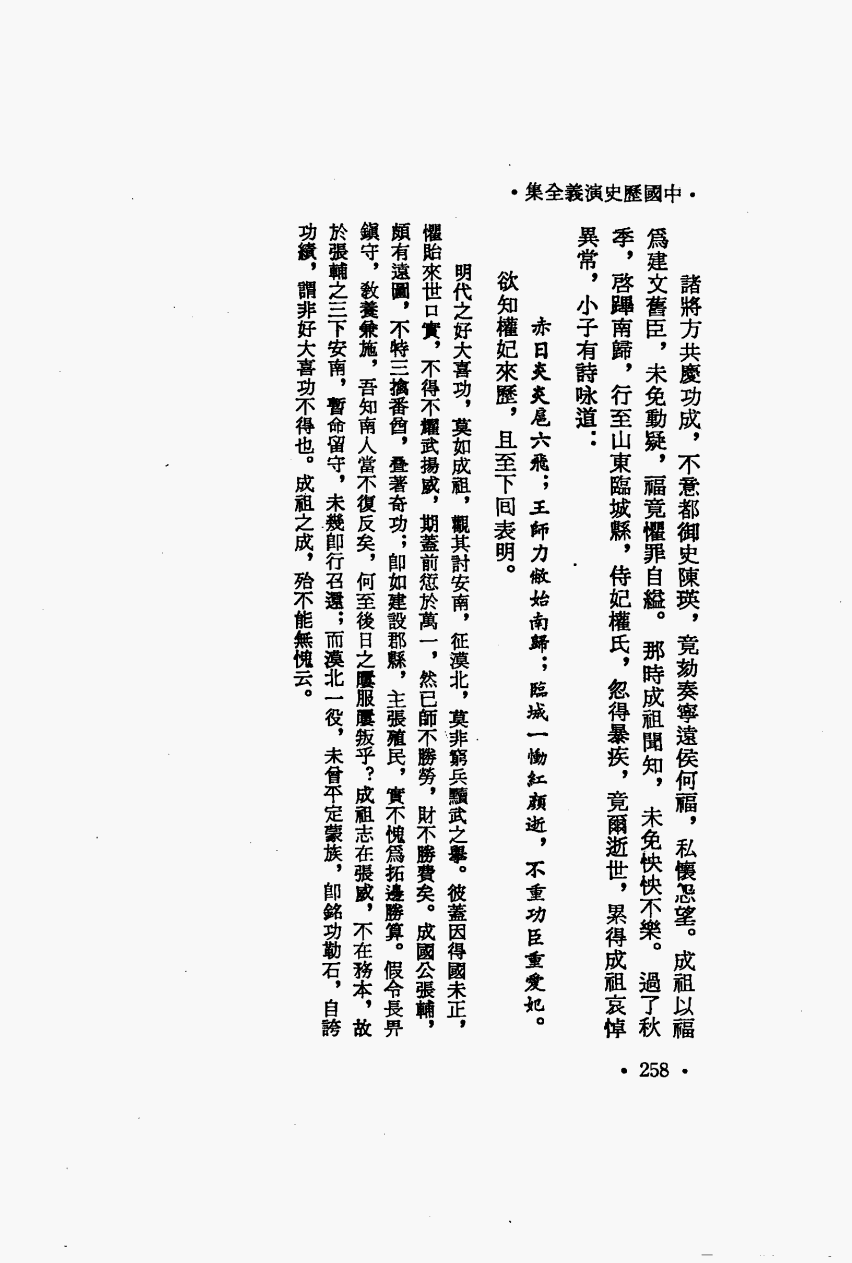 ·中國歷史演義全集·
諸將方共慶功成，不意都御史陳瑛，竟劾奏寧遠侯何福，私懷怨望。成祖以福
爲建文舊臣，未免動疑，福竟懼罪自縊。那時成祖聞知，未免怏怏不樂。過了秋
季，啓蹕南歸，行至山東臨城縣，侍妃權氏，忽得暴疾，竟爾逝世，累得成祖哀悼
異常，小子有詩咏道：
赤日炎炎扈六飛；王師力倣始南歸；臨城一慟紅顏逝，不重功臣重愛妃。
欲知權妃來歷，且至下回表明。
明代之好大喜功，莫如成祖，觀其討安南，征漠北，莫非窮兵黷武之舉。彼蓋因得國未正，
懼貽來世口實，不得不耀武揚威，期蓋前愆於萬一，然已師不勝勞，財不勝費矣。成國公張輔，
頗有遠圖，不特三擒番酋，疊著奇功；卽如建設郡縣，主張殖民，實不愧爲拓邊勝算。假令長畀
鎭守，敎養兼施，吾知南人當不復反矣，何至後日之屢服屢叛乎？成祖志在張威，不在務本，故
於張輔之三下安南，暫命留守，未幾卽行召還；而漠北一役，未曾平定蒙族，卽銘功勒石，自誇
功績，謂非好大喜功不得也。成祖之成，殆不能無愧云。
·258·